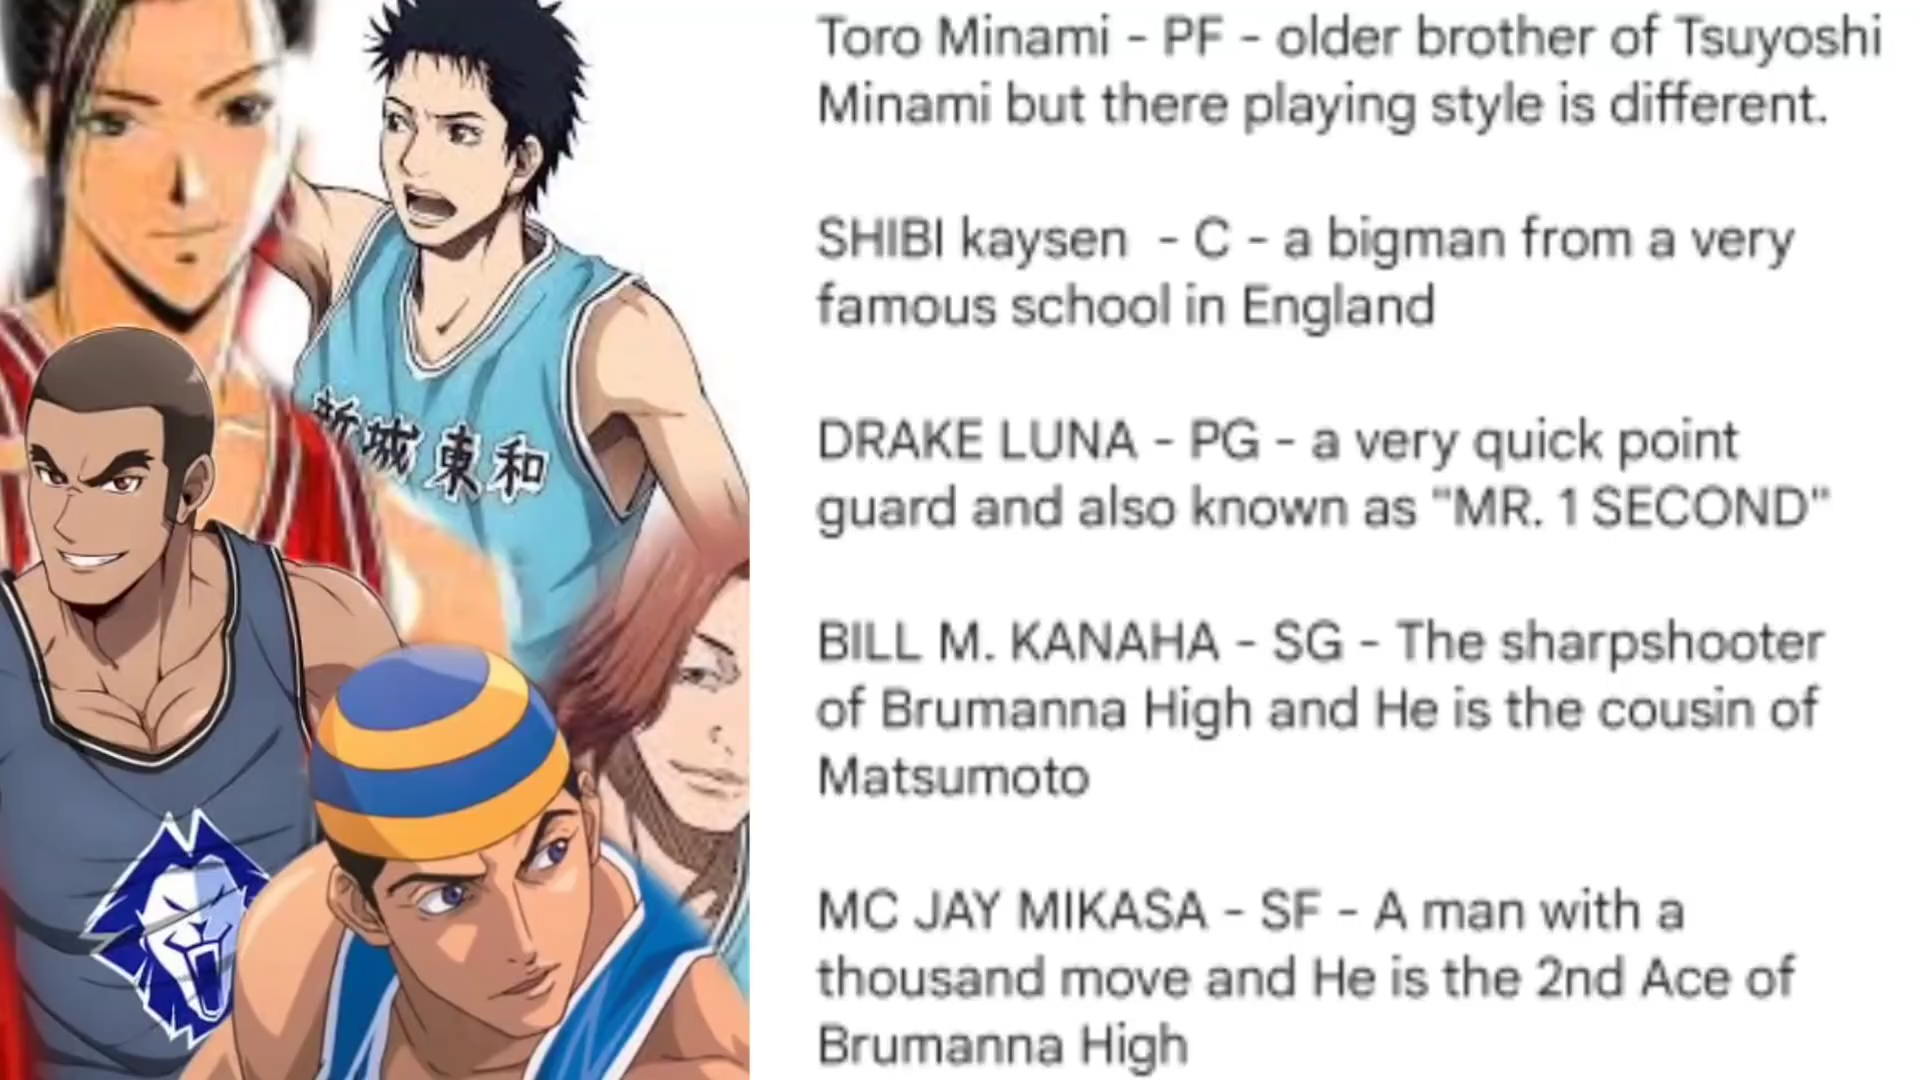 新城東和
Toro Minami - PF - older brother of Tsuyoshi
Minami but there playing style is different.
SHIBI kaysen - C - a bigman from a very
famous school in England
DRAKE LUNA - PG - a very quick point
guard and also known as "MR. 1 SECOND"
BILL M. KANAHA - SG - The sharpshooter
of Brumanna High and He is the cousin of
Matsumoto
MC JAY MIKASA - SF - A man with a
thousand move and He is the 2nd Ace of
Brumanna High